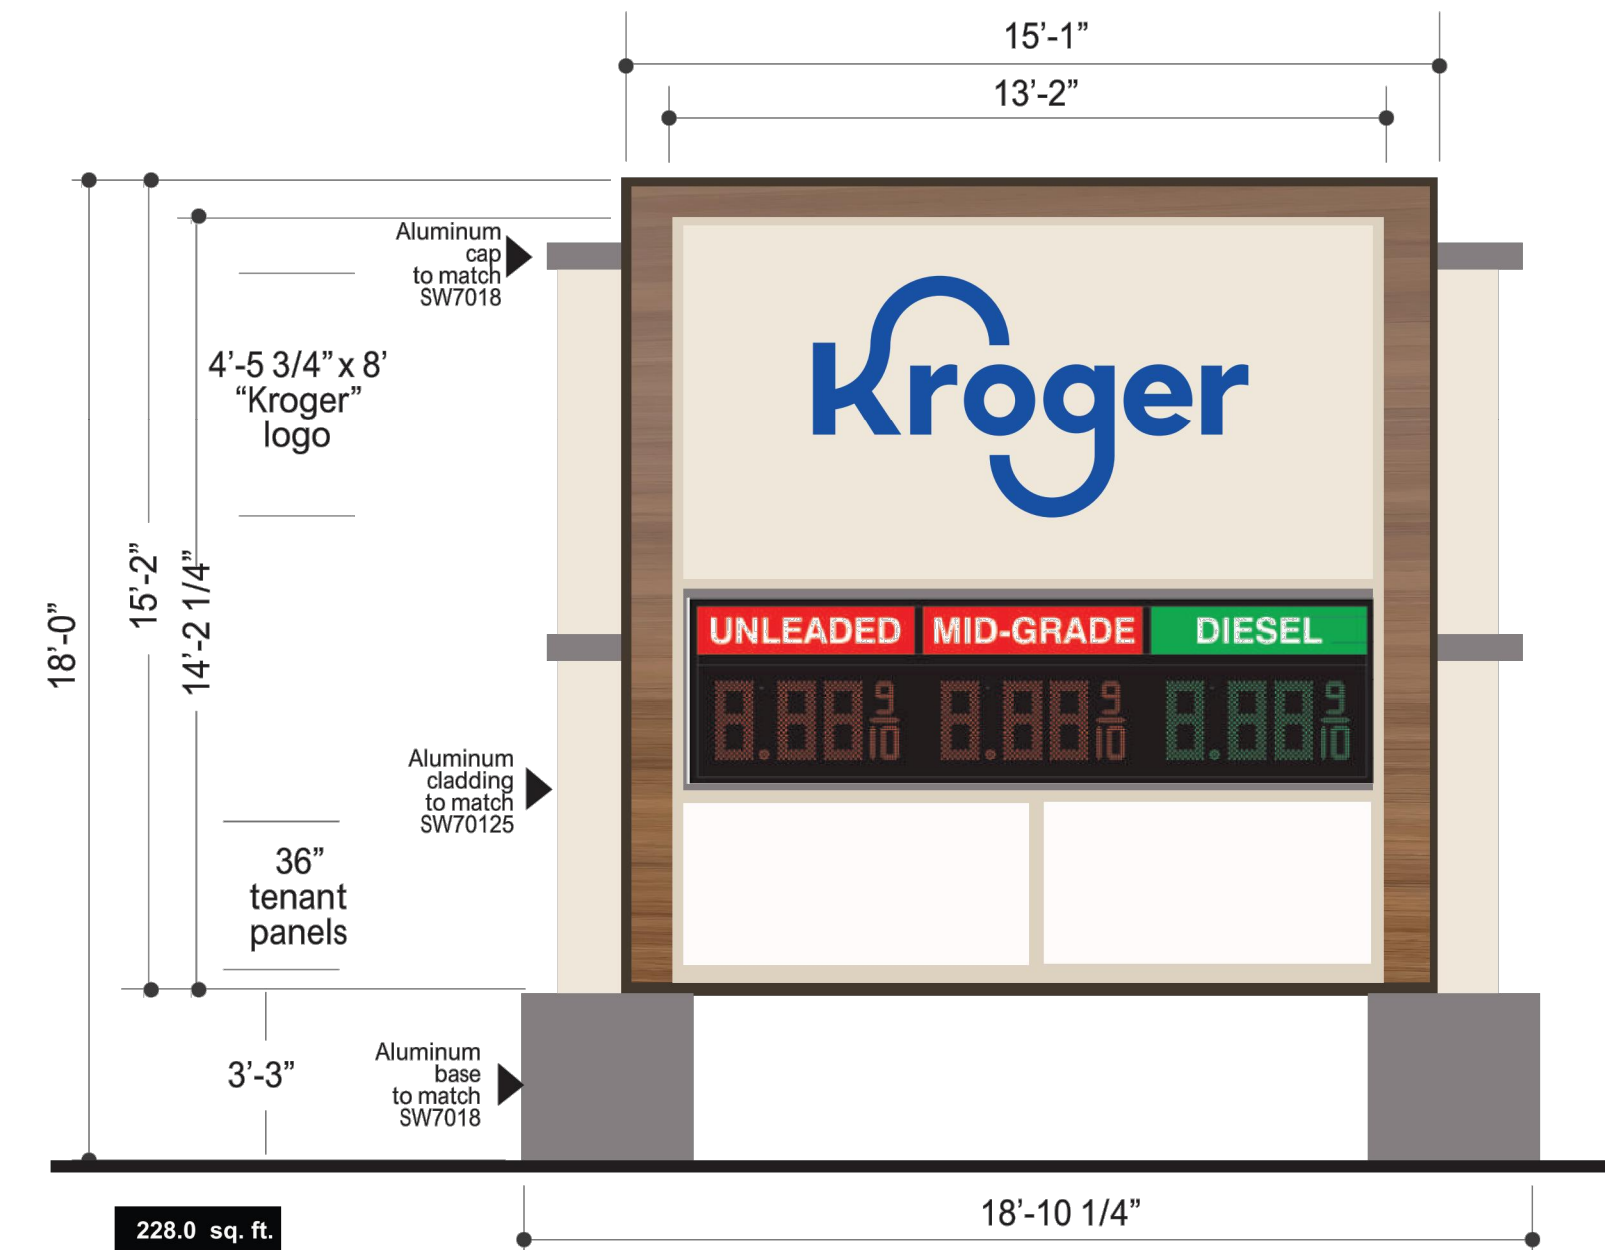 15’-1”
13’-2”
Aluminum
cap
to match
SW7018
4’-5 3/4” x 8’
“Kroger”
logo
Kroger
18’-0”
15’-2”
14’-2 1/4”
UNLEADED MID-GRADE DIESEL
8.88 9/10 8.88 9/10 8.88 9/10
Aluminum
cladding
to match
SW70125
36”
tenant
panels
3’-3”
Aluminum
base
to match
SW7018
18’-10 1/4”
228.0 sq. ft.